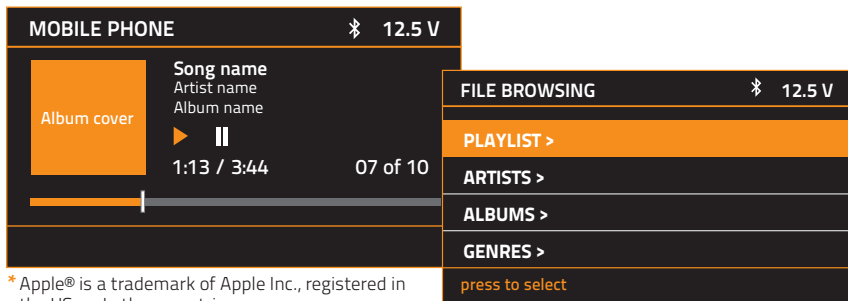 MOBILE PHONE 12.5 V
Album cover
Song name
Artist name
Album name
1:13 / 3:44 07 of 10
FILE BROWSING 12.5 V
PLAYLIST >
ARTISTS >
ALBUMS >
GENRES >
press to select
* Apple® is a trademark of Apple Inc., registered in